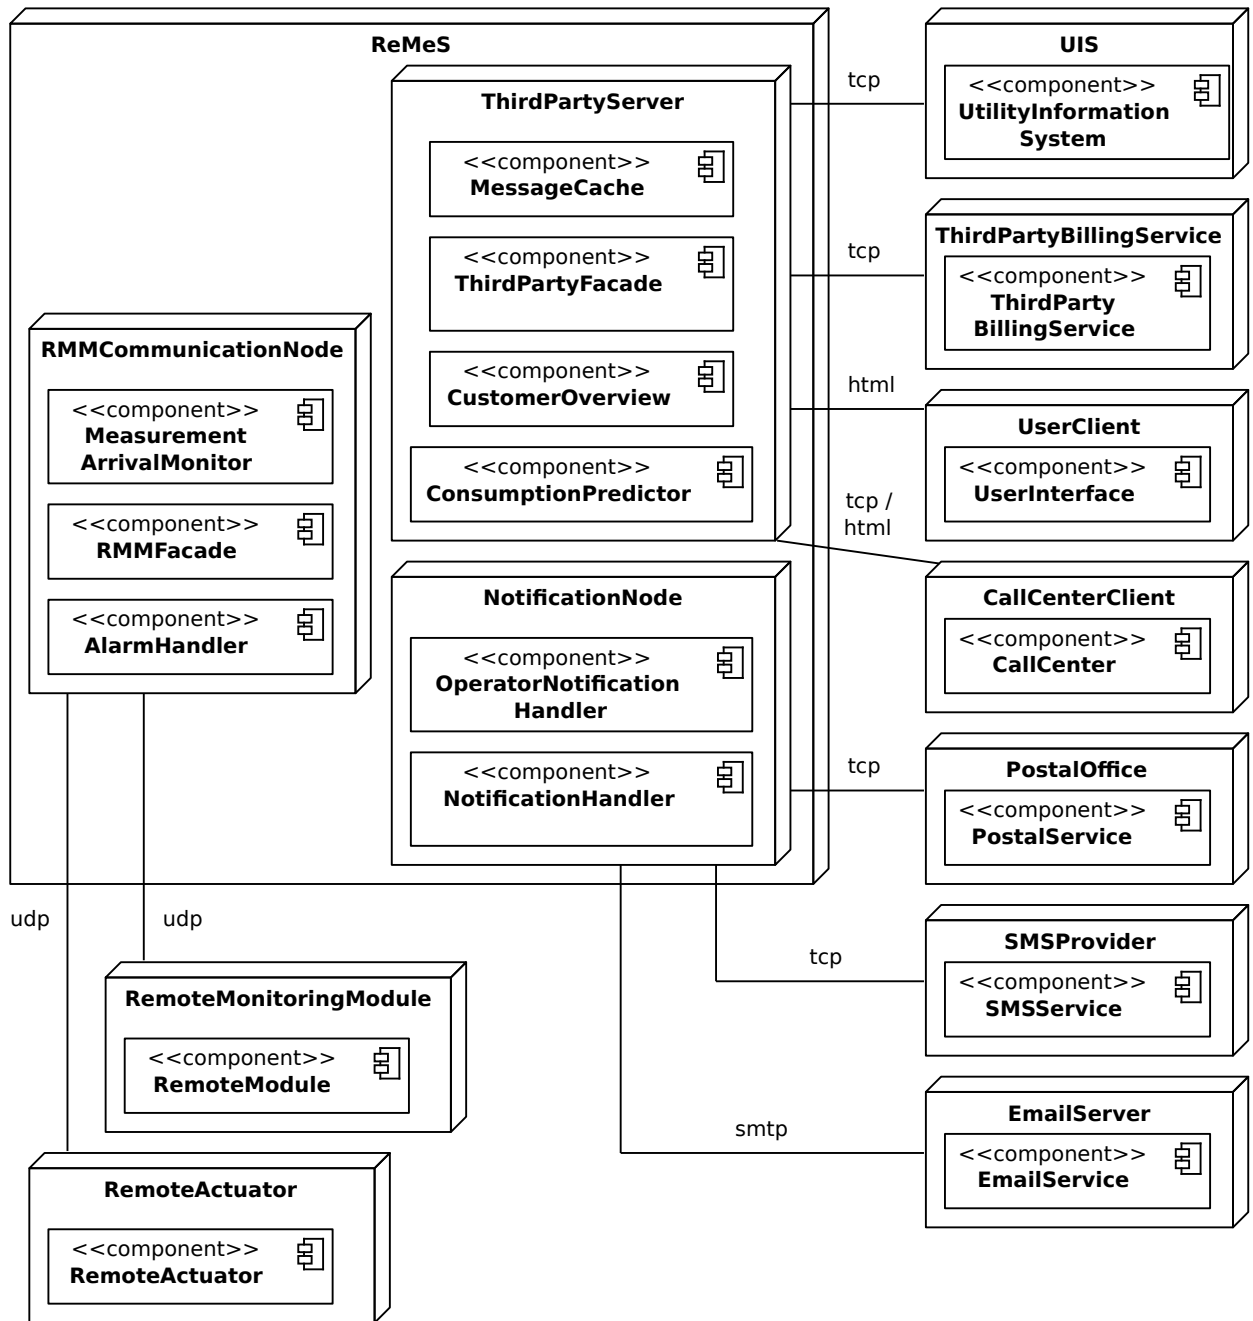 ReMeS
ThirdPartyServer
<<component>>
MessageCache
<<component>>
ThirdPartyFacade
<<component>>
CustomerOverview
<<component>>
ConsumptionPredictor
RMMCommunicationNode
<<component>>
Measurement
ArrivalMonitor
<<component>>
RMMFacade
<<component>>
AlarmHandler
NotificationNode
<<component>>
OperatorNotification
Handler
<<component>>
NotificationHandler
tcp
UIS
<<component>>
UtilityInformation
System
tcp
ThirdPartyBillingService
<<component>>
ThirdParty
BillingService
html
UserClient
<<component>>
UserInterface
tcp /
html
CallCenterClient
<<component>>
CallCenter
tcp
PostalOffice
<<component>>
PostalService
tcp
SMSProvider
<<component>>
SMSService
smtp
EmailServer
<<component>>
EmailService
udp
udp
RemoteMonitoringModule
<<component>>
RemoteModule
RemoteActuator
<<component>>
RemoteActuator